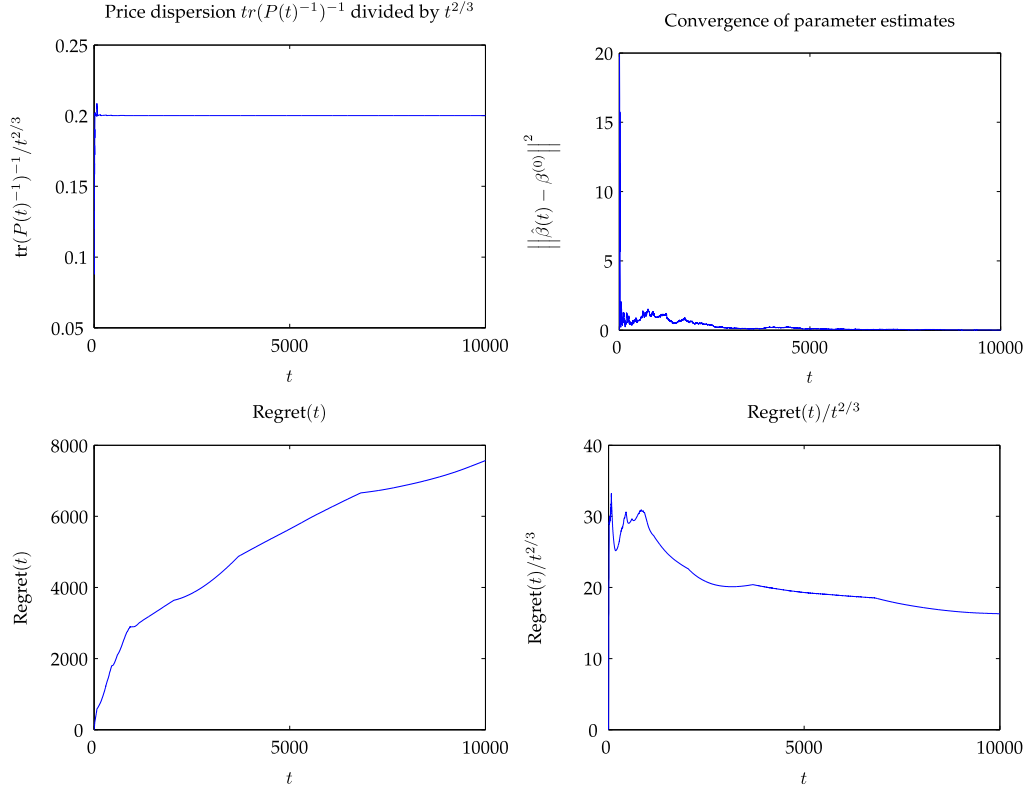 Price dispersion tr(P(t)⁻¹)⁻¹ divided by t^{2/3}
0.25
0.2
0.15
0.1
0.05
tr(P(t)⁻¹)⁻¹/t^{2/3}
0 5000 10000
t
Convergence of parameter estimates
20
15
10
5
0
||β̂(t) − β^{(0)}||²
0 5000 10000
t
Regret(t)
8000
6000
4000
2000
0
Regret(t)
0 5000 10000
t
Regret(t)/t^{2/3}
40
30
20
10
0
Regret(t)/t^{2/3}
0 5000 10000
t